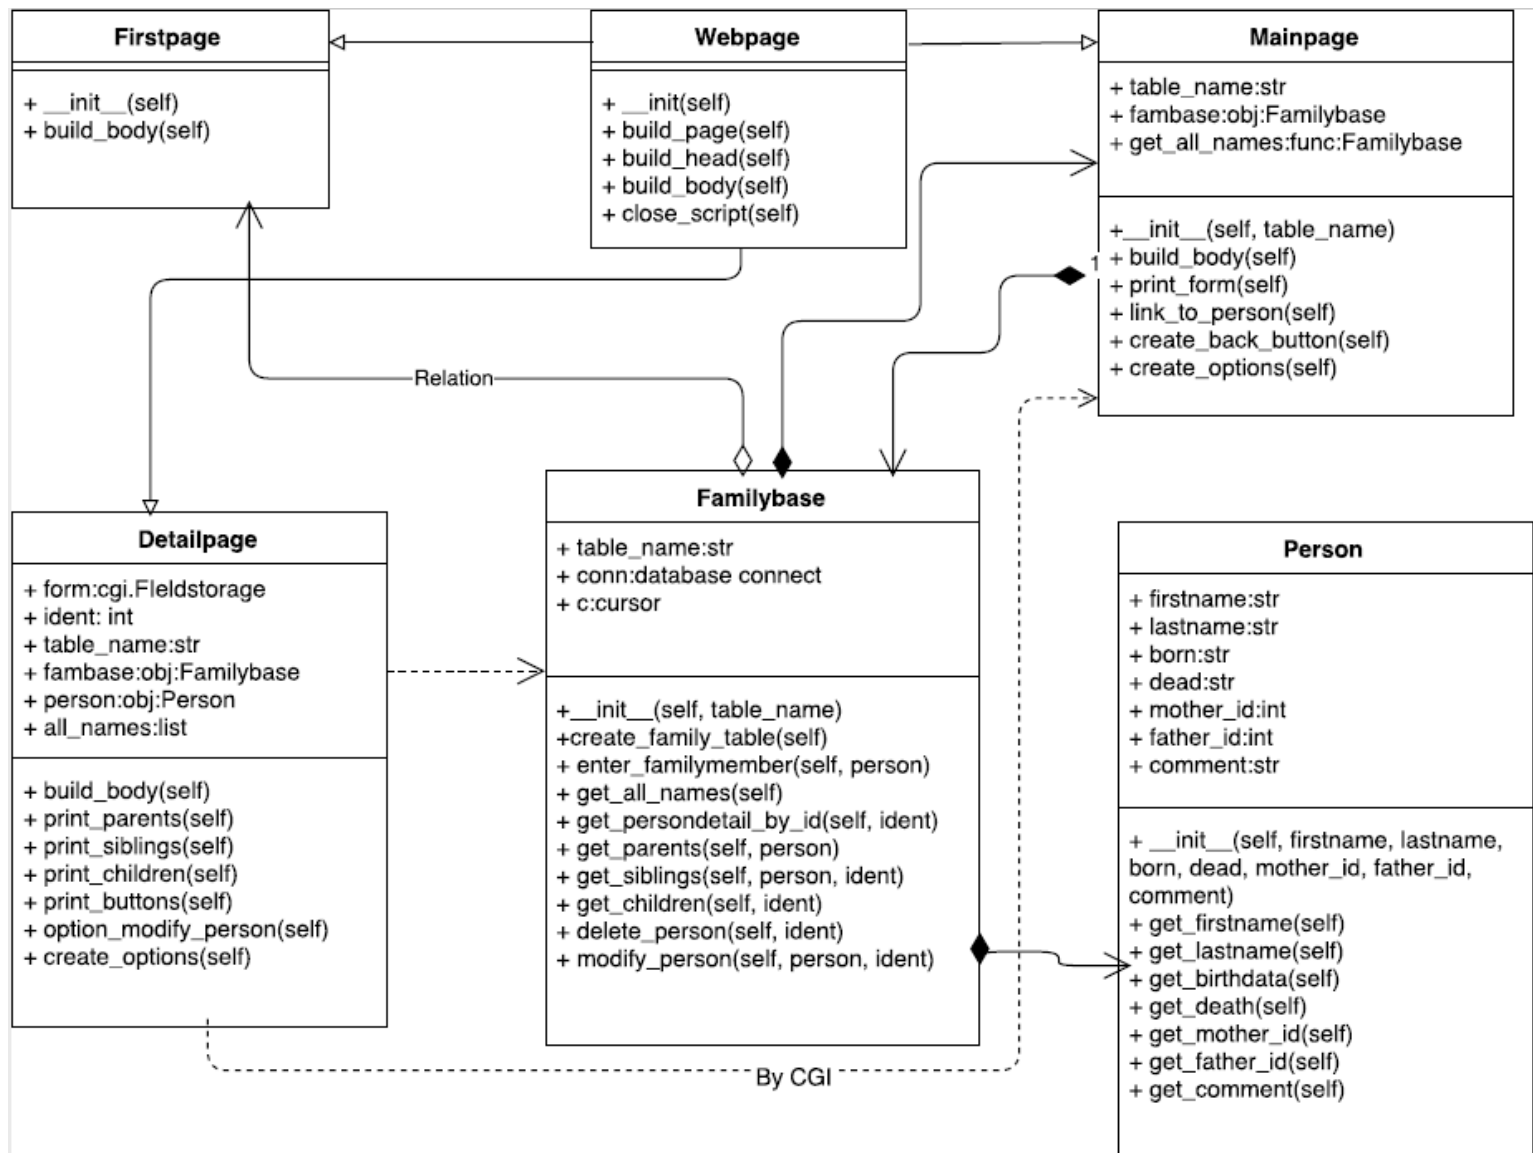 Firstpage
+ __init__(self)
+ build_body(self)
Webpage
+ __init(self)
+ build_page(self)
+ build_head(self)
+ build_body(self)
+ close_script(self)
Mainpage
+ table_name:str
+ fambase:obj:Familybase
+ get_all_names:func:Familybase
+__init__(self, table_name)
+ build_body(self)
+ print_form(self)
+ link_to_person(self)
+ create_back_button(self)
+ create_options(self)
1
Relation
Detailpage
+ form:cgi.FIeldstorage
+ ident: int
+ table_name:str
+ fambase:obj:Familybase
+ person:obj:Person
+ all_names:list
+ build_body(self)
+ print_parents(self)
+ print_siblings(self)
+ print_children(self)
+ print_buttons(self)
+ option_modify_person(self)
+ create_options(self)
Familybase
+ table_name:str
+ conn:database connect
+ c:cursor
+__init__(self, table_name)
+create_family_table(self)
+ enter_familymember(self, person)
+ get_all_names(self)
+ get_persondetail_by_id(self, ident)
+ get_parents(self, person)
+ get_siblings(self, person, ident)
+ get_children(self, ident)
+ delete_person(self, ident)
+ modify_person(self, person, ident)
Person
+ firstname:str
+ lastname:str
+ born:str
+ dead:str
+ mother_id:int
+ father_id:int
+ comment:str
+ __init__(self, firstname, lastname,
born, dead, mother_id, father_id,
comment)
+ get_firstname(self)
+ get_lastname(self)
+ get_birthdata(self)
+ get_death(self)
+ get_mother_id(self)
+ get_father_id(self)
+ get_comment(self)
By CGI